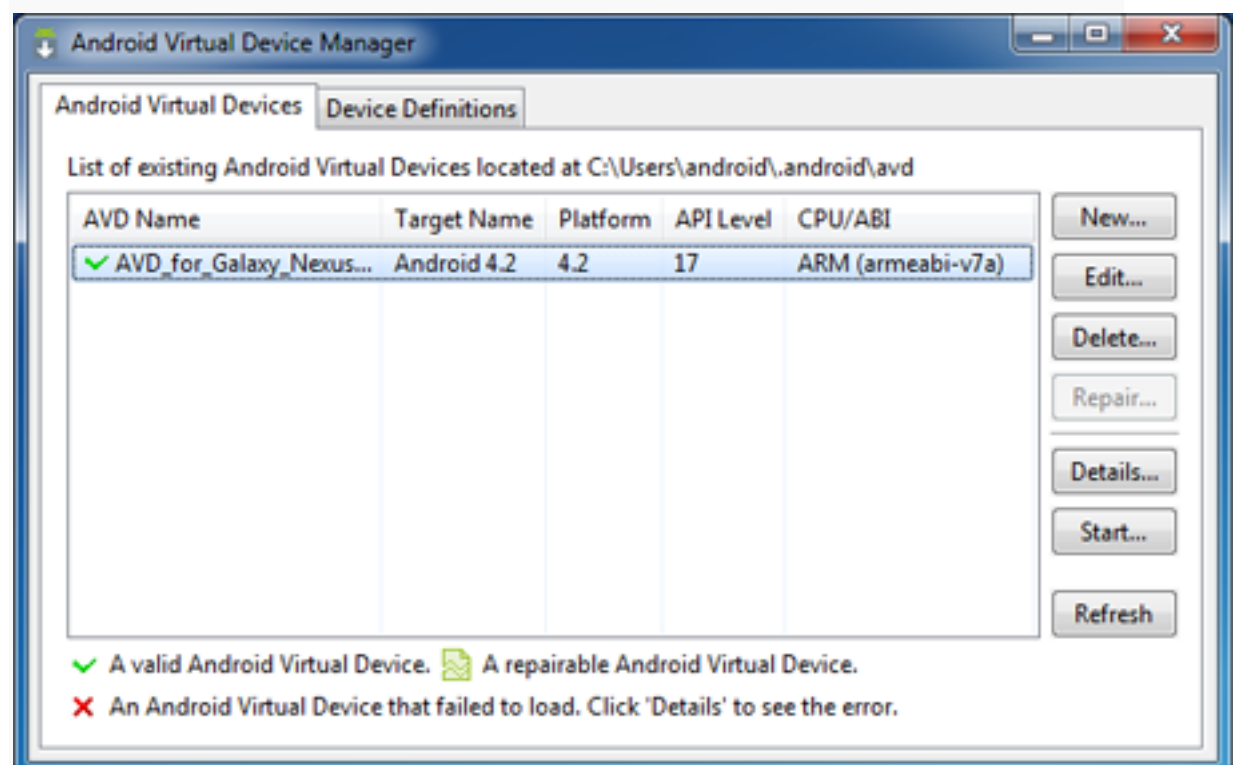 Android Virtual Device Manager
Android Virtual Devices Device Definitions
List of existing Android Virtual Devices located at C:\Users\android\.android\avd
AVD Name Target Name Platform API Level CPU/ABI
AVD_for_Galaxy_Nexus... Android 4.2 4.2 17 ARM (armeabi-v7a)
New...
Edit...
Delete...
Repair...
Details...
Start...
Refresh
A valid Android Virtual Device. A repairable Android Virtual Device.
An Android Virtual Device that failed to load. Click 'Details' to see the error.